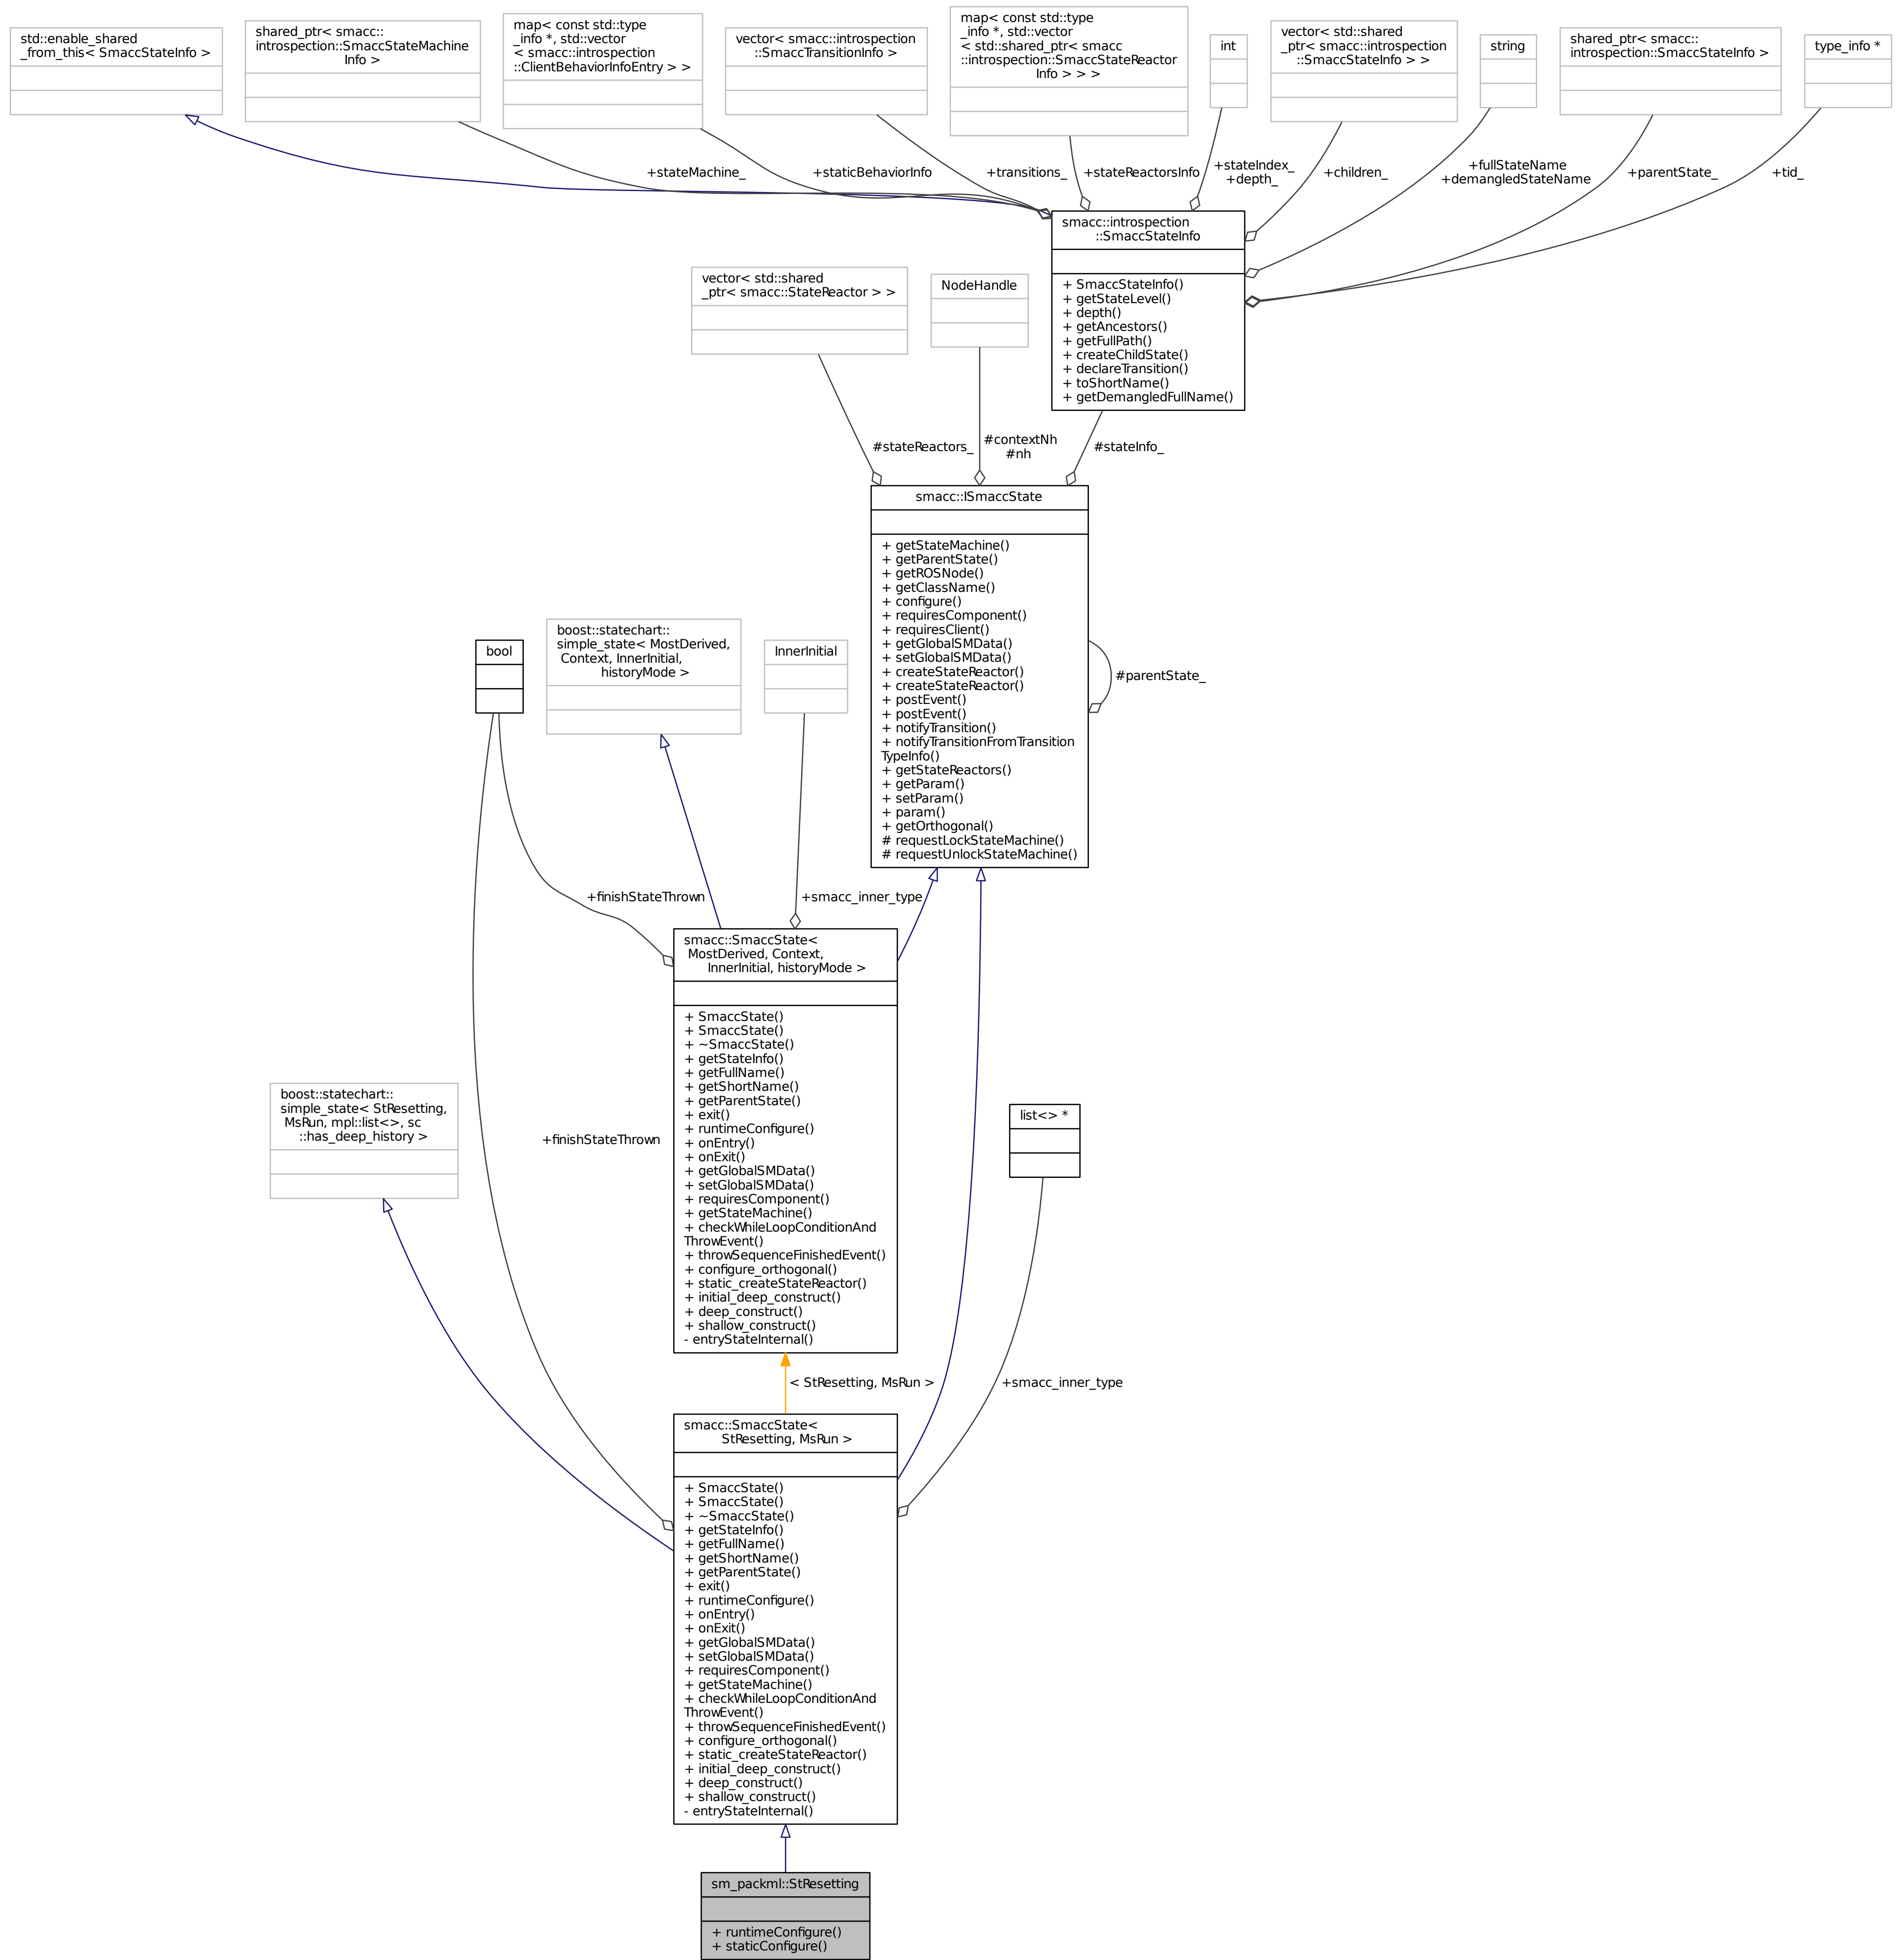 std::enable_shared
_from_this< SmaccStateInfo >
shared_ptr< smacc::
introspection::SmaccStateMachine
Info >
map< const std::type
_info *, std::vector
< smacc::introspection
::ClientBehaviorInfoEntry > >
vector< smacc::introspection
::SmaccTransitionInfo >
map< const std::type
_info *, std::vector
< std::shared_ptr< smacc
::introspection::SmaccStateReactor
Info > > >
int
vector< std::shared
_ptr< smacc::introspection
::SmaccStateInfo > >
string
shared_ptr< smacc::
introspection::SmaccStateInfo >
type_info *
+stateMachine_
+staticBehaviorInfo
+transitions_
+stateReactorsInfo
+stateIndex_
+depth_
+children_
+fullStateName
+demangledStateName
+parentState_
+tid_
smacc::introspection
::SmaccStateInfo
+ SmaccStateInfo()
+ getStateLevel()
+ depth()
+ getAncestors()
+ getFullPath()
+ createChildState()
+ declareTransition()
+ toShortName()
+ getDemangledFullName()
vector< std::shared
_ptr< smacc::StateReactor > >
NodeHandle
#stateReactors_
#contextNh
#nh
#stateInfo_
smacc::ISmaccState
+ getStateMachine()
+ getParentState()
+ getROSNode()
+ getClassName()
+ configure()
+ requiresComponent()
+ requiresClient()
+ getGlobalSMData()
+ setGlobalSMData()
+ createStateReactor()
+ createStateReactor()
+ postEvent()
+ postEvent()
+ notifyTransition()
+ notifyTransitionFromTransition
TypeInfo()
+ getStateReactors()
+ getParam()
+ setParam()
+ param()
+ getOrthogonal()
# requestLockStateMachine()
# requestUnlockStateMachine()
#parentState_
bool
boost::statechart::
simple_state< MostDerived,
Context, InnerInitial,
historyMode >
InnerInitial
+finishStateThrown
+smacc_inner_type
smacc::SmaccState<
MostDerived, Context,
InnerInitial, historyMode >
+ SmaccState()
+ SmaccState()
+ ~SmaccState()
+ getStateInfo()
+ getFullName()
+ getShortName()
+ getParentState()
+ exit()
+ runtimeConfigure()
+ onEntry()
+ onExit()
+ getGlobalSMData()
+ setGlobalSMData()
+ requiresComponent()
+ getStateMachine()
+ checkWhileLoopConditionAnd
ThrowEvent()
+ throwSequenceFinishedEvent()
+ configure_orthogonal()
+ static_createStateReactor()
+ initial_deep_construct()
+ deep_construct()
+ shallow_construct()
- entryStateInternal()
boost::statechart::
simple_state< StResetting,
MsRun, mpl::list<>, sc
::has_deep_history >
+finishStateThrown
list<> *
< StResetting, MsRun >
+smacc_inner_type
smacc::SmaccState<
StResetting, MsRun >
+ SmaccState()
+ SmaccState()
+ ~SmaccState()
+ getStateInfo()
+ getFullName()
+ getShortName()
+ getParentState()
+ exit()
+ runtimeConfigure()
+ onEntry()
+ onExit()
+ getGlobalSMData()
+ setGlobalSMData()
+ requiresComponent()
+ getStateMachine()
+ checkWhileLoopConditionAnd
ThrowEvent()
+ throwSequenceFinishedEvent()
+ configure_orthogonal()
+ static_createStateReactor()
+ initial_deep_construct()
+ deep_construct()
+ shallow_construct()
- entryStateInternal()
sm_packml::StResetting
+ runtimeConfigure()
+ staticConfigure()